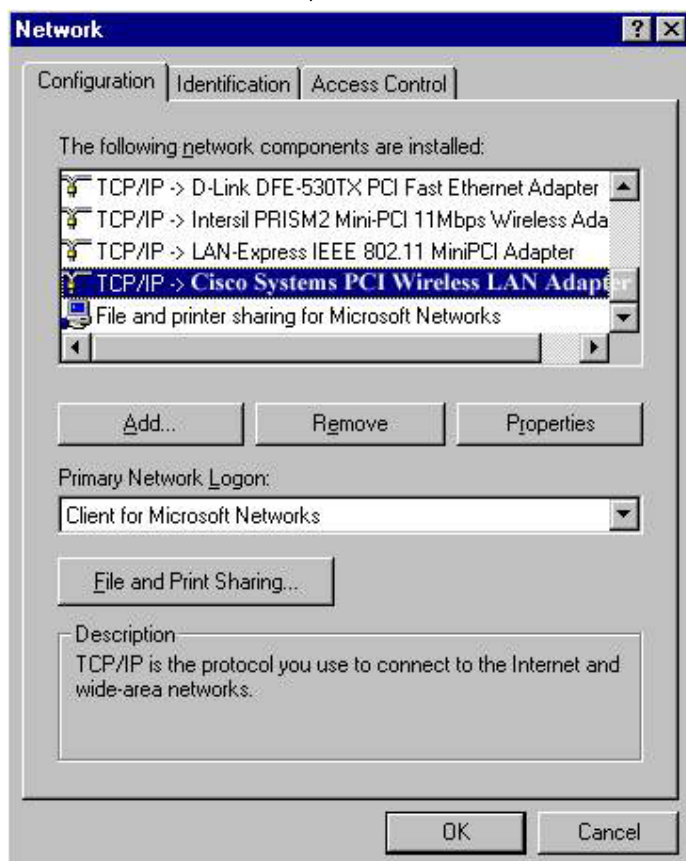 Network
Configuration Identification Access Control
The following network components are installed:
TCP/IP -> D-Link DFE-530TX PCI Fast Ethernet Adapter
TCP/IP -> Intersil PRISM2 Mini-PCI 11Mbps Wireless Ada
TCP/IP -> LAN-Express IEEE 802.11 MiniPCI Adapter
TCP/IP -> Cisco Systems PCI Wireless LAN Adapter
File and printer sharing for Microsoft Networks
Add... Remove Properties
Primary Network Logon:
Client for Microsoft Networks
File and Print Sharing...
Description
TCP/IP is the protocol you use to connect to the Internet and
wide-area networks.
OK Cancel